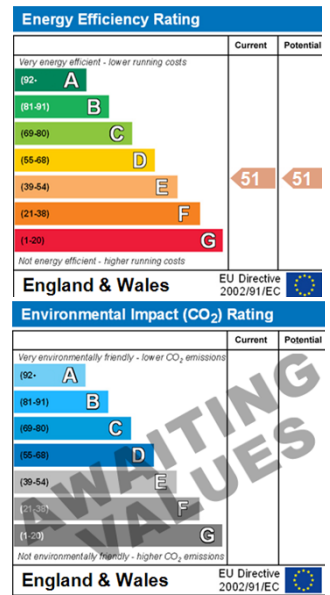 Energy Efficiency Rating
Current Potential
Very energy efficient - lower running costs
(92- A
(81-91) B
(69-80) C
(55-68) D
(39-54) E 51 51
(21-38) F
(1-20) G
Not energy efficient - higher running costs
England & Wales
EU Directive
2002/91/EC
Environmental Impact (CO2) Rating
Current Potential
Very environmentally friendly - lower CO2 emissions
(92- A
(81-91) B
(69-80) C
(55-68) D
(39-54) E
(21-38) F
(1-20) G
Not environmentally friendly - higher CO2 emissions
AWAITING
VALUES
England & Wales
EU Directive
2002/91/EC